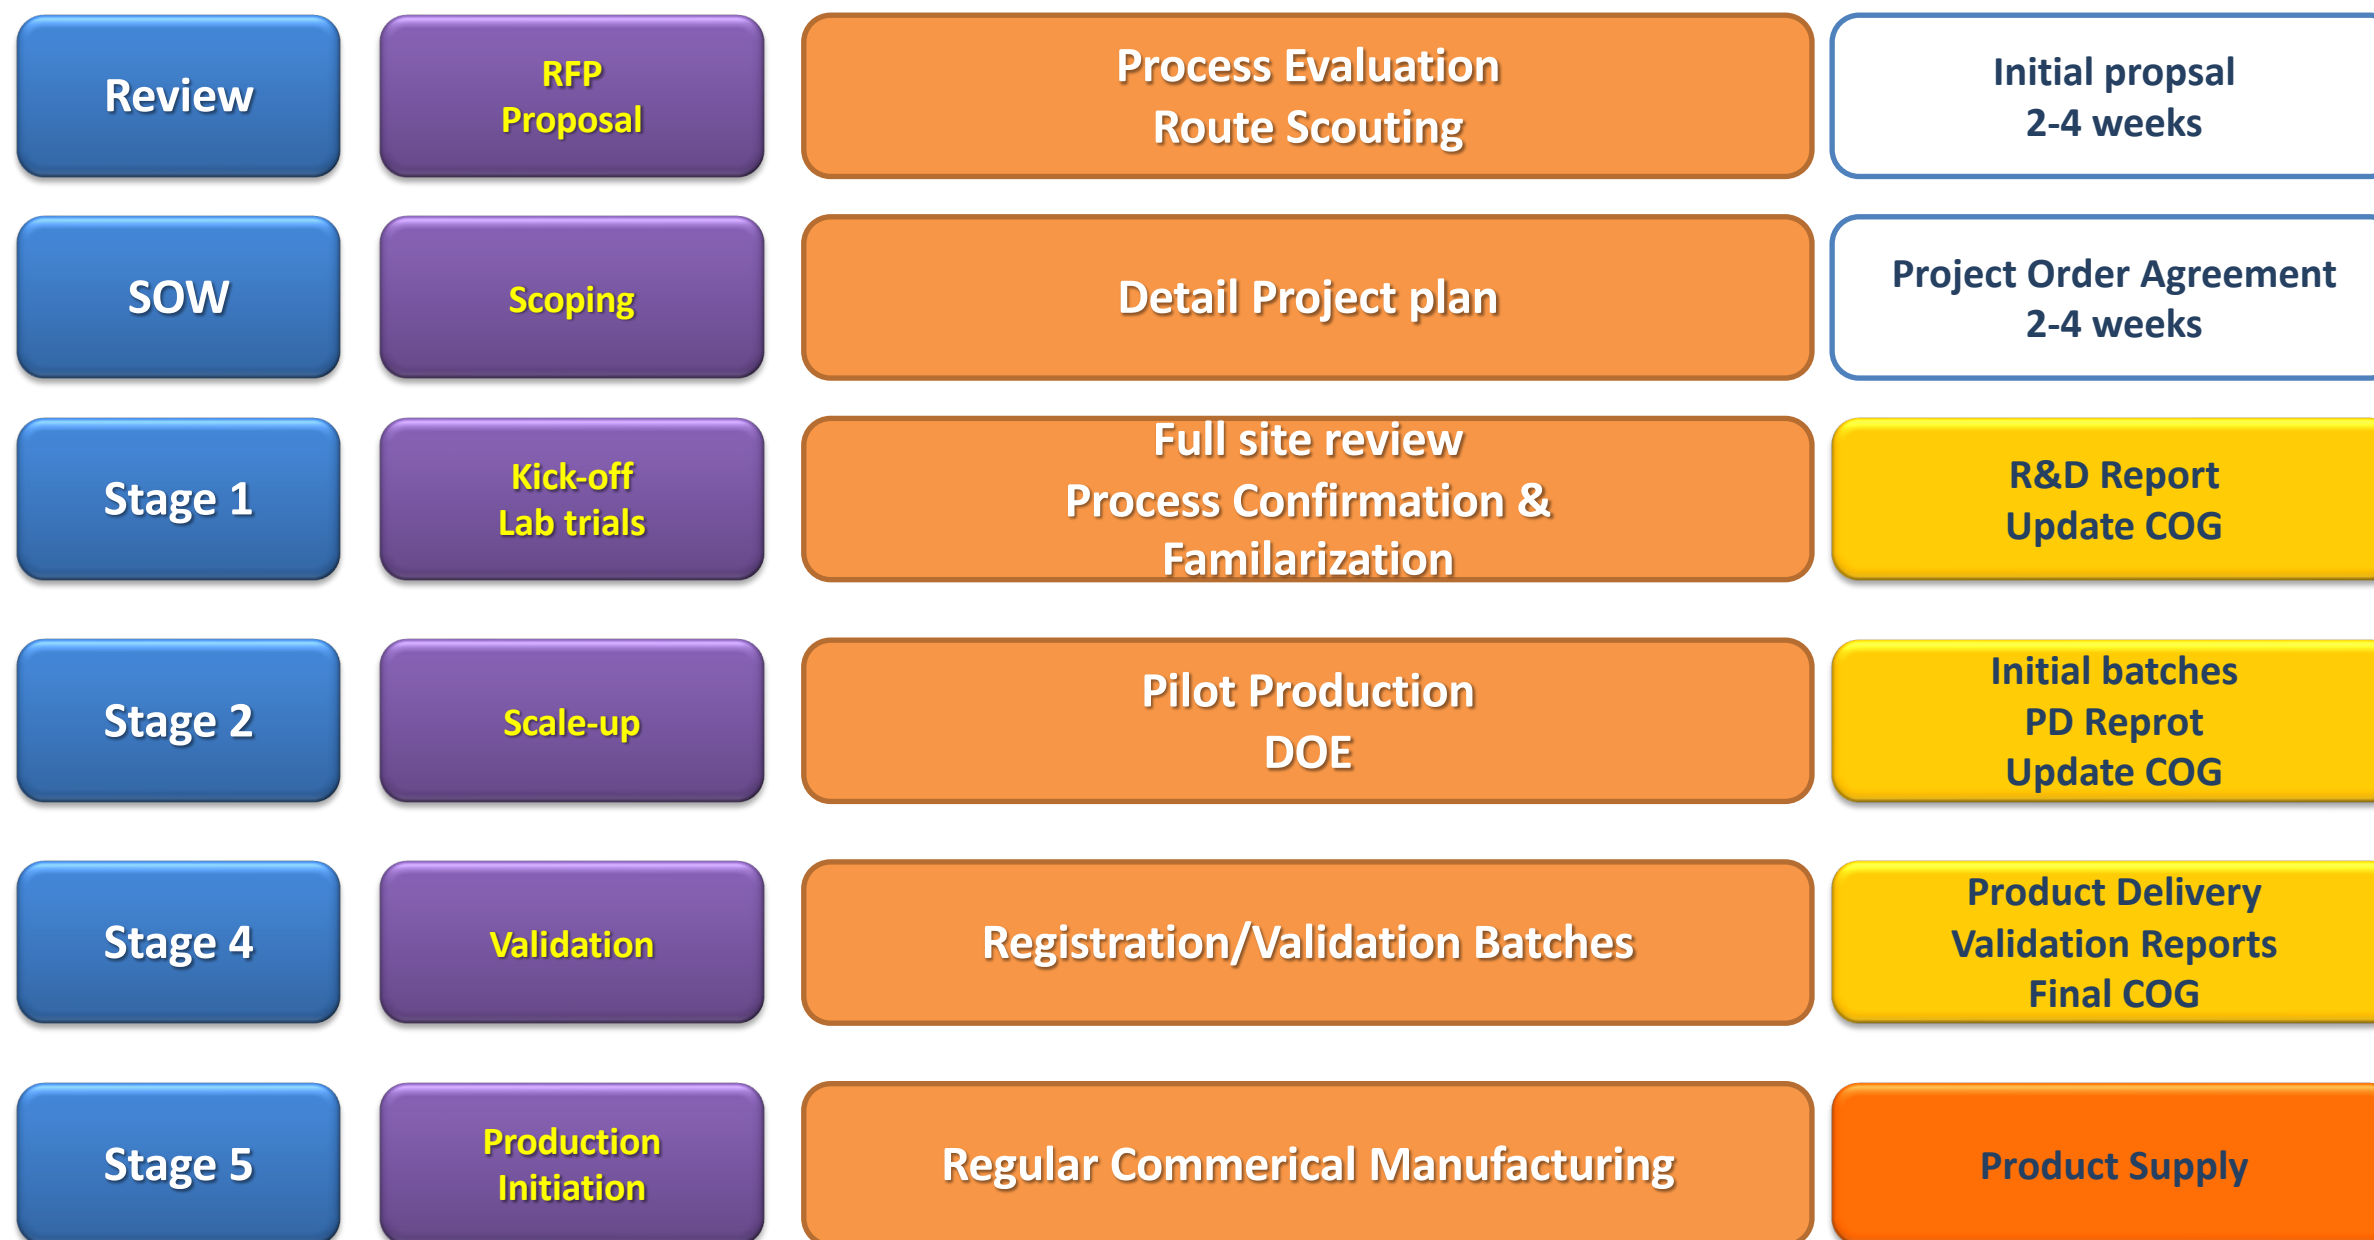 Review
RFP
Proposal
Process Evaluation
Route Scouting
Initial propsal
2-4 weeks
SOW
Scoping
Detail Project plan
Project Order Agreement
2-4 weeks
Stage 1
Kick-off
Lab trials
Full site review
Process Confirmation &
Familarization
R&D Report
Update COG
Stage 2
Scale-up
Pilot Production
DOE
Initial batches
PD Reprot
Update COG
Stage 4
Validation
Registration/Validation Batches
Product Delivery
Validation Reports
Final COG
Stage 5
Production
Initiation
Regular Commerical Manufacturing
Product Supply